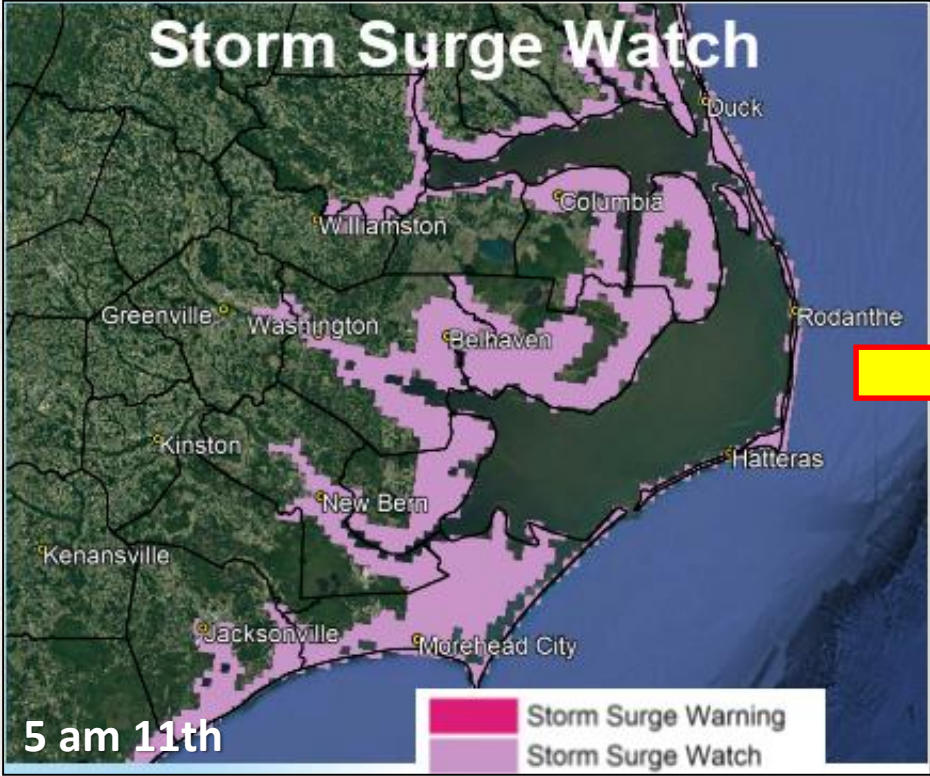 Storm Surge Watch
Duck
Columbia
Williamston
Greenville
Washington
Rodanthe
Belhaven
Kinston
Hatteras
New Bern
Kenansville
Jacksonville
Morehead City
Storm Surge Warning
5 am 11th
Storm Surge Watch